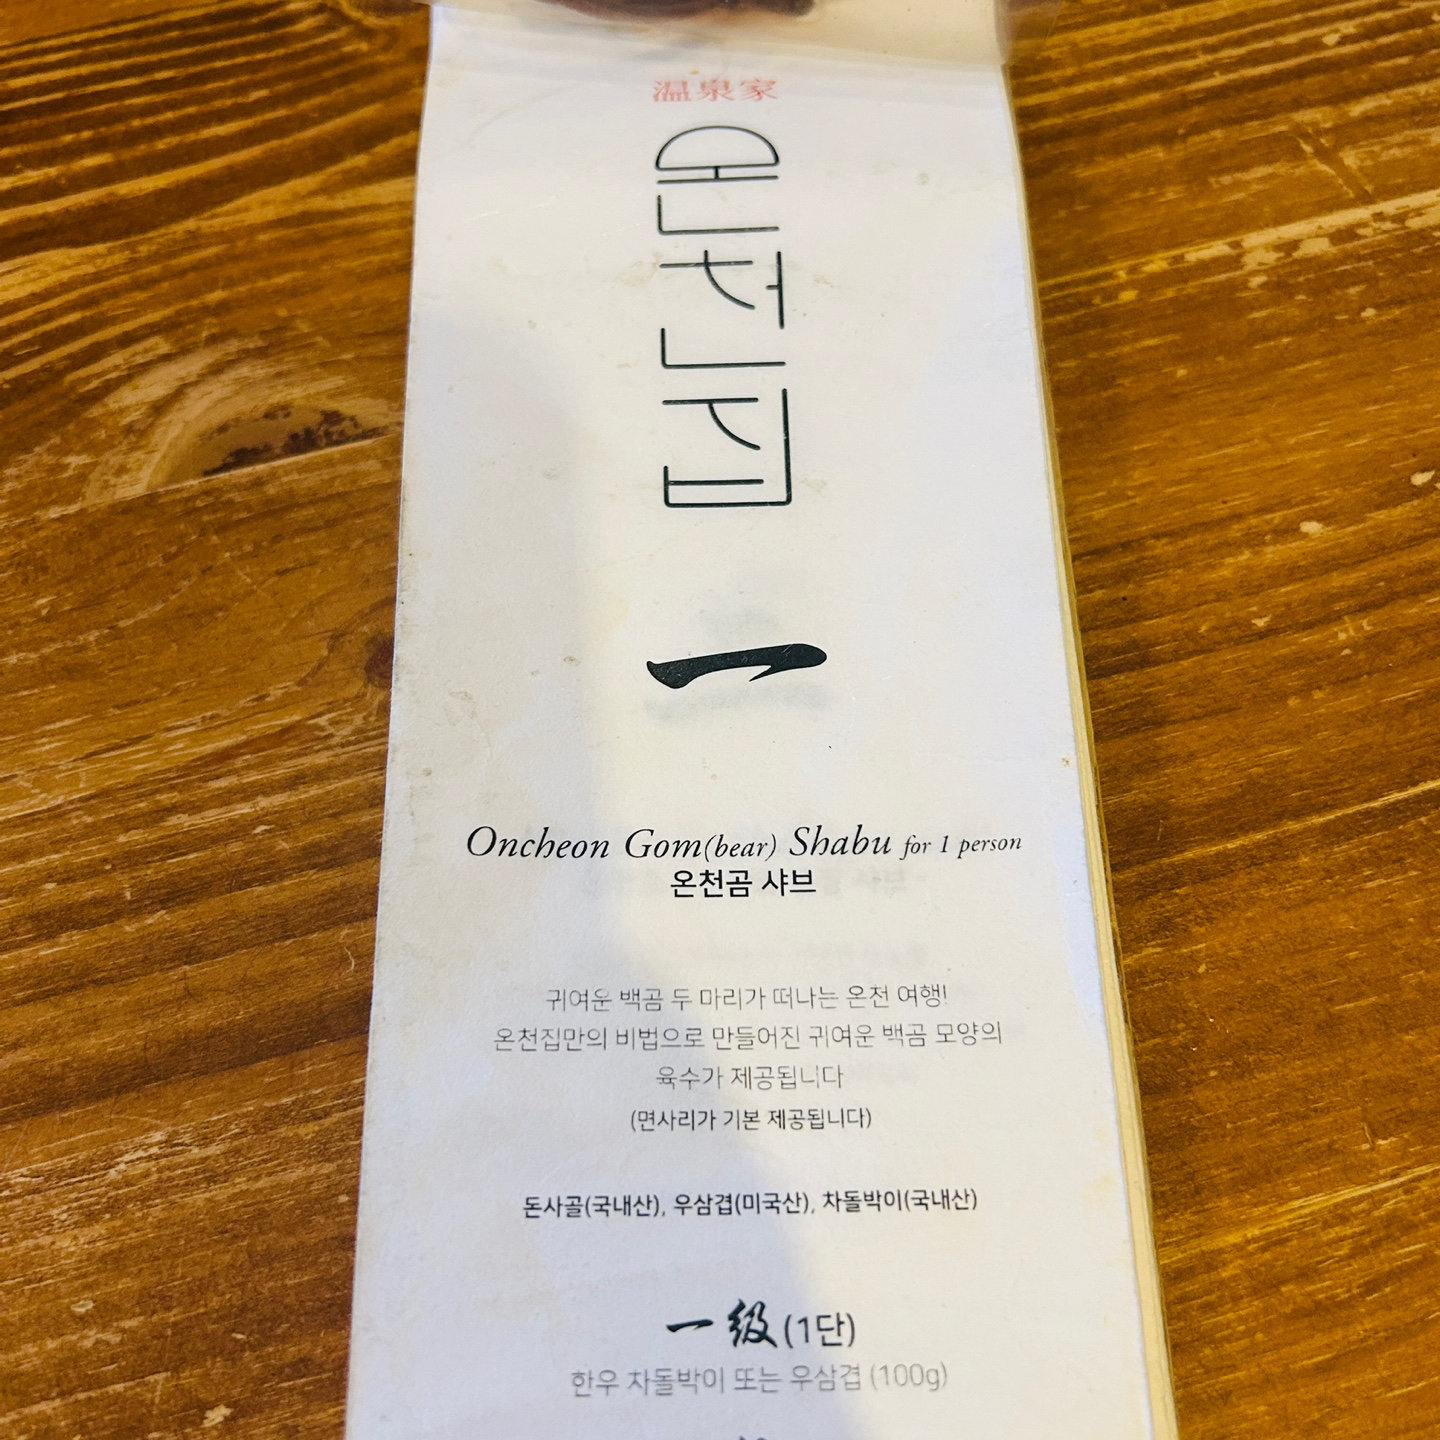 温泉家
온천집
一
Oncheon Gom(bear) Shabu for 1 person
온천곰 샤브
귀여운 백곰 두 마리가 떠나는 온천 여행!
온천집만의 비법으로 만들어진 귀여운 백곰 모양의
육수가 제공됩니다
(면사리가 기본 제공됩니다)
돈사골(국내산), 우삼겹(미국산), 차돌박이(국내산)
一級(1단)
한우 차돌박이 또는 우삼겹 (100g)